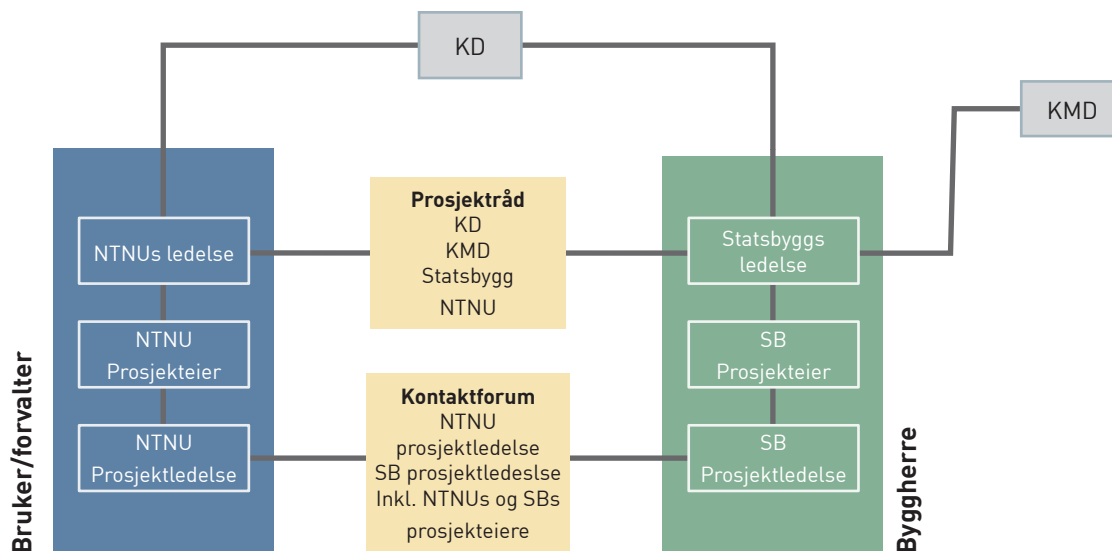 KD
KMD
Bruker/forvalter
NTNUs ledelse
NTNU
Prosjekteier
NTNU
Prosjektledelse
Prosjektråd
KD
KMD
Statsbygg
NTNU
Kontaktforum
NTNU
prosjektledelse
SB prosjektledeslse
Inkl. NTNUs og SBs
prosjekteiere
Statsbyggs
ledelse
SB
Prosjekteier
SB
Prosjektledelse
Byggherre